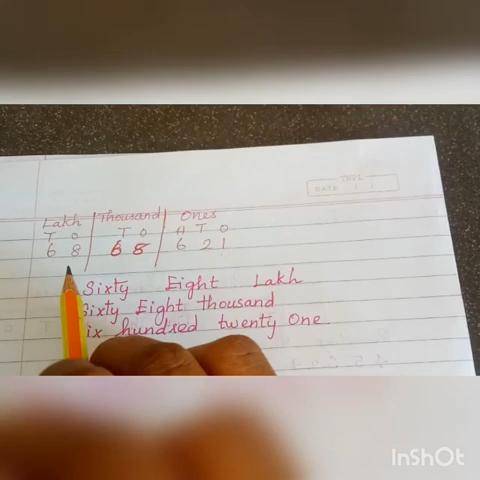 TNPL
DATE
Lakh Thousand Ones
T O T O H T O
6 8 6 8 6 2 1
Sixty Eight Lakh
Sixty Eight thousand
Six hundred twenty One
InShOt